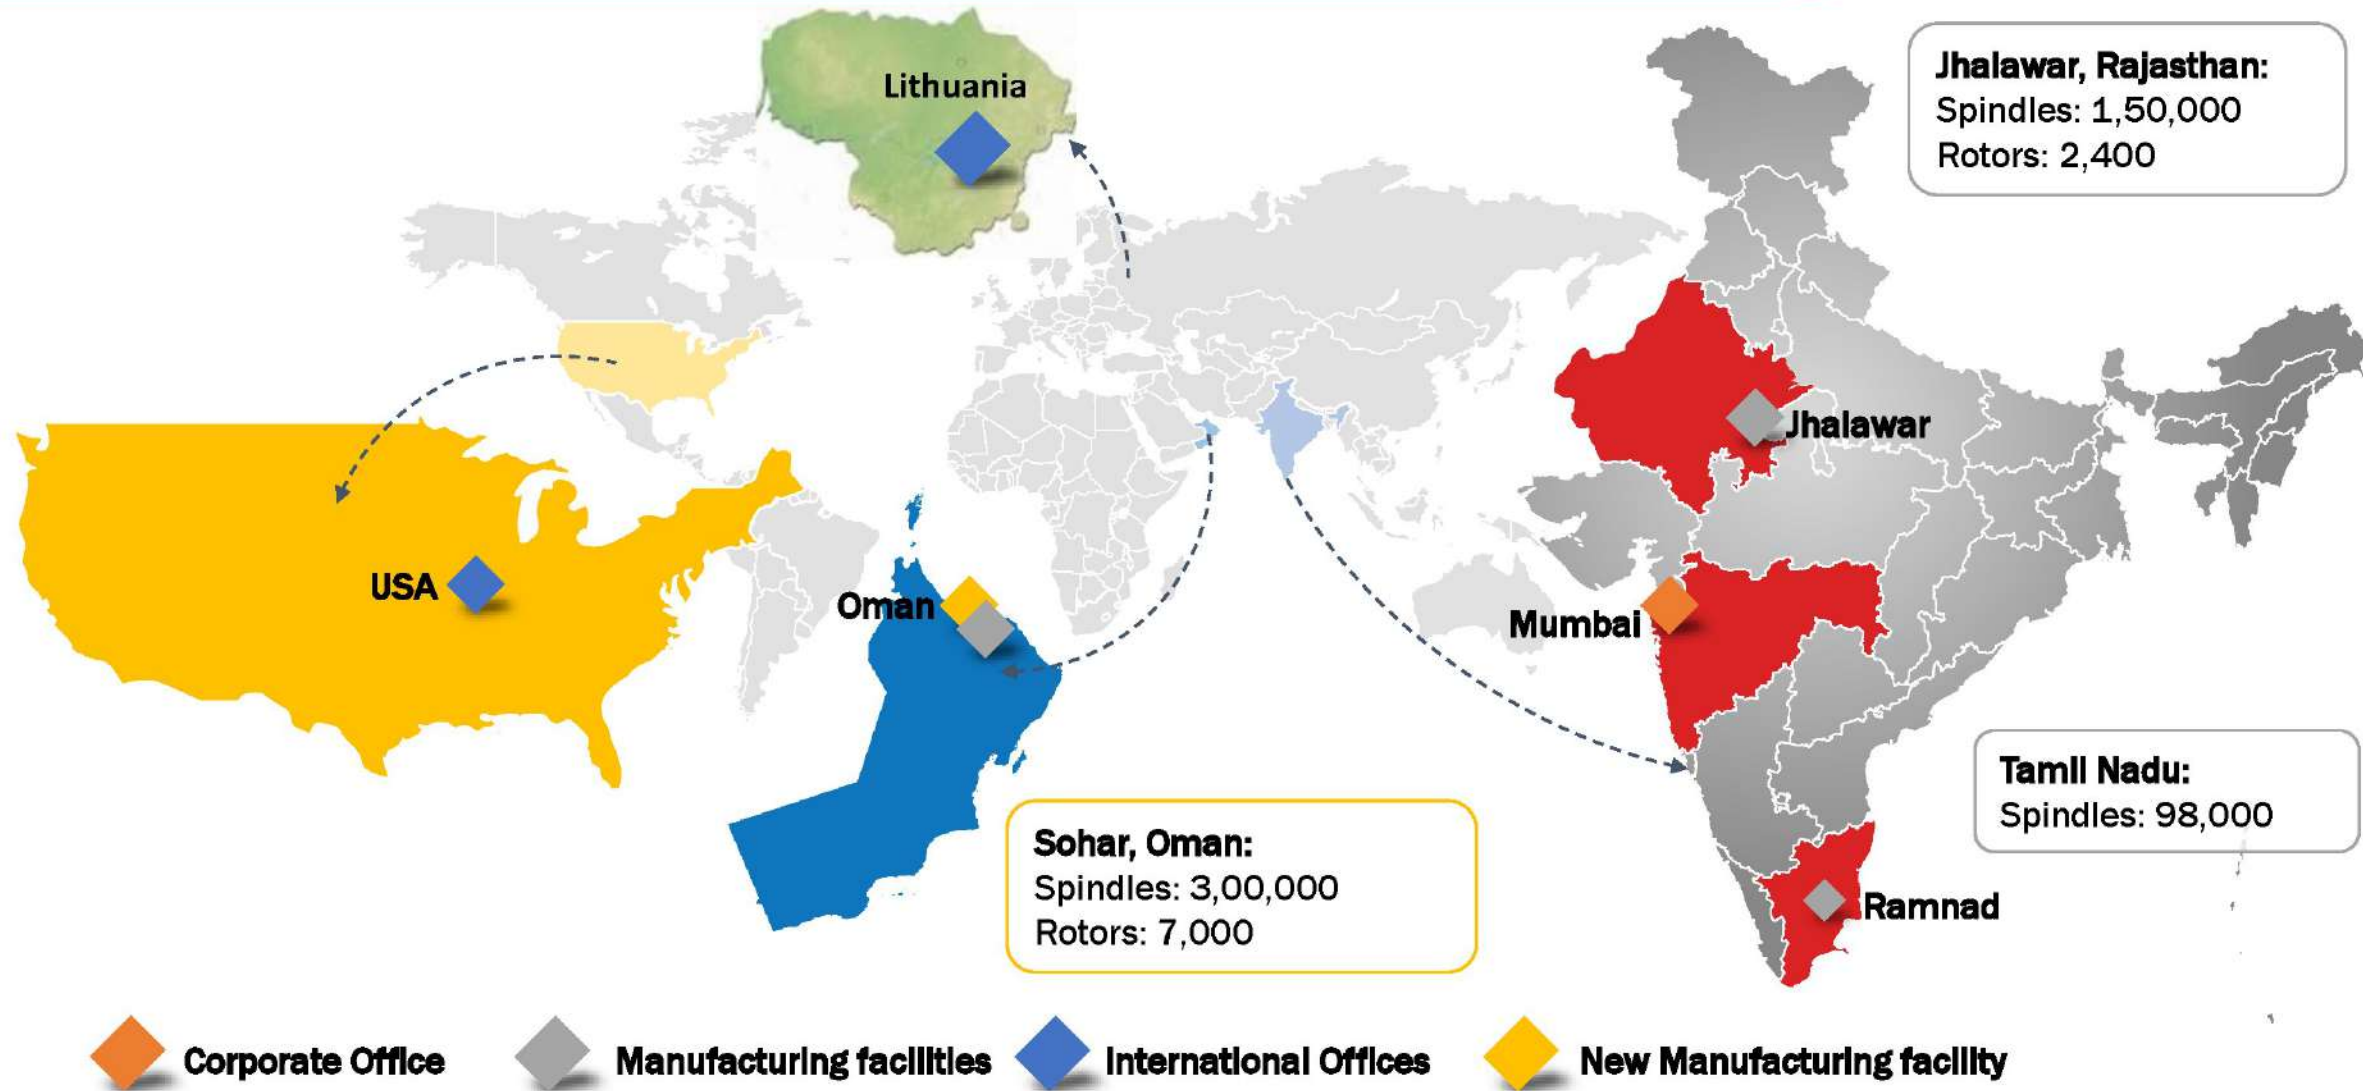 Lithuania
Jhalawar, Rajasthan:
Spindles: 1,50,000
Rotors: 2,400
Jhalawar
USA
Oman
Mumbai
Tamil Nadu:
Spindles: 98,000
Sohar, Oman:
Spindles: 3,00,000
Rotors: 7,000
Ramnad
Corporate Office
Manufacturing facilities
International Offices
New Manufacturing facility